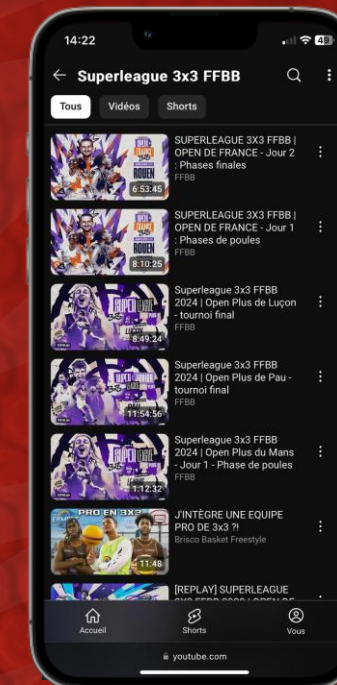 14:22
49
Superleague 3x3 FFBB
Tous
Vidéos
Shorts
SUPERLEAGUE 3X3 FFBB |
OPEN DE FRANCE - Jour 2
: Phases finales
FFBB
ROUEN
6:53:45
SUPERLEAGUE 3X3 FFBB |
OPEN DE FRANCE - Jour 1
: Phases de poules
FFBB
ROUEN
8:10:25
Superleague 3x3 FFBB
2024 | Open Plus de Luçon
- tournoi final
FFBB
8:49:24
Superleague 3x3 FFBB
2024 | Open Plus de Pau -
tournoi final
FFBB
11:54:56
Superleague 3x3 FFBB
2024 | Open Plus du Mans
- Jour 1 - Phase de poules
FFBB
1:12:32
PRO EN 3X3
J'INTÈGRE UNE EQUIPE
PRO DE 3x3 ?!
Brisco Basket Freestyle
11:48
[REPLAY] SUPERLEAGUE
Accueil
Shorts
Vous
youtube.com